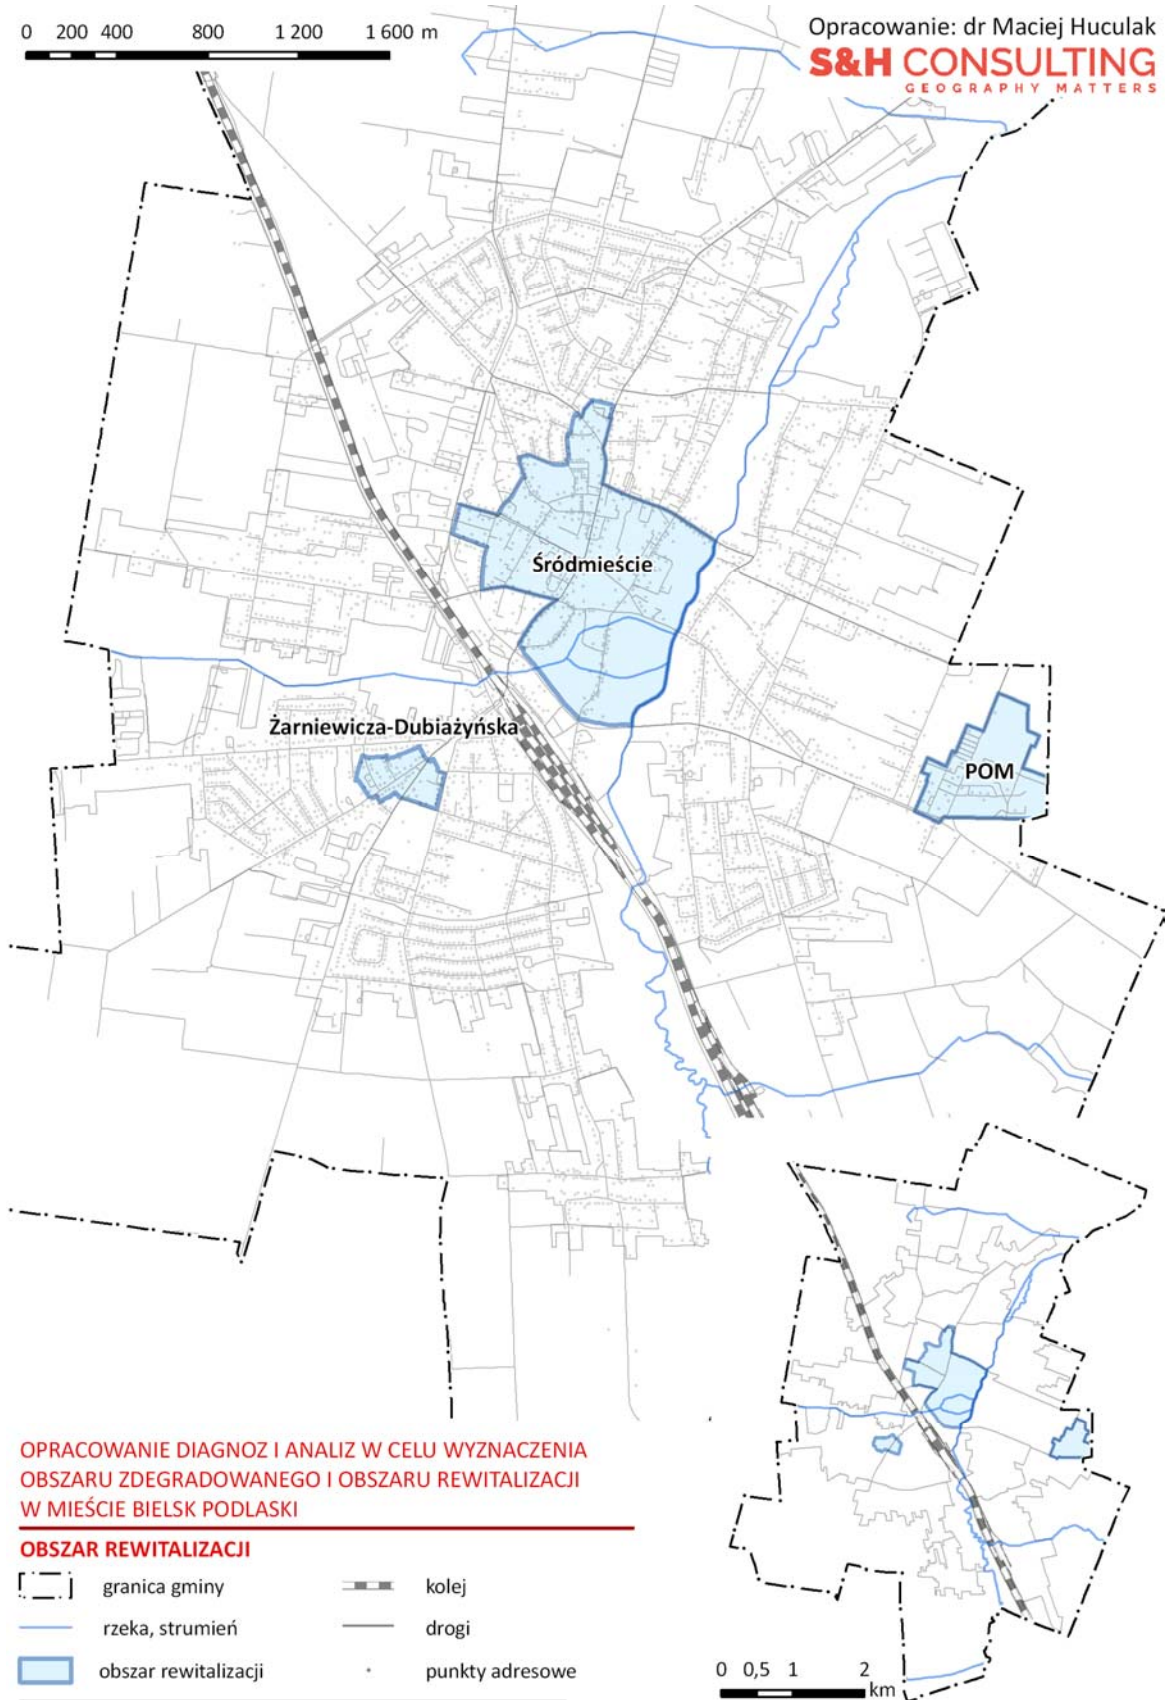 0 200 400 800 1 200 1 600 m
Opracowanie: dr Maciej Huculak
S&H CONSULTING
GEOGRAPHY MATTERS
Śródmieście
Żarniewicza-Dubiażyńska
POM
OPRACOWANIE DIAGNOZ I ANALIZ W CELU WYZNACZENIA
OBSZARU ZDEGRADOWANEGO I OBSZARU REWITALIZACJI
W MIEŚCIE BIELSK PODLASKI
OBSZAR REWITALIZACJI
granica gminy
kolej
rzeka, strumień
drogi
obszar rewitalizacji
punkty adresowe
0 0,5 1 2
km